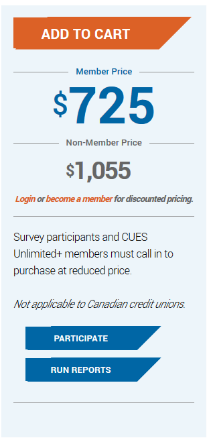 ADD TO CART
Member Price
$725
Non-Member Price
$1,055
Login or become a member for discounted pricing.
Survey participants and CUES
Unlimited+ members must call in to
purchase at reduced price.
Not applicable to Canadian credit unions.
PARTICIPATE
RUN REPORTS